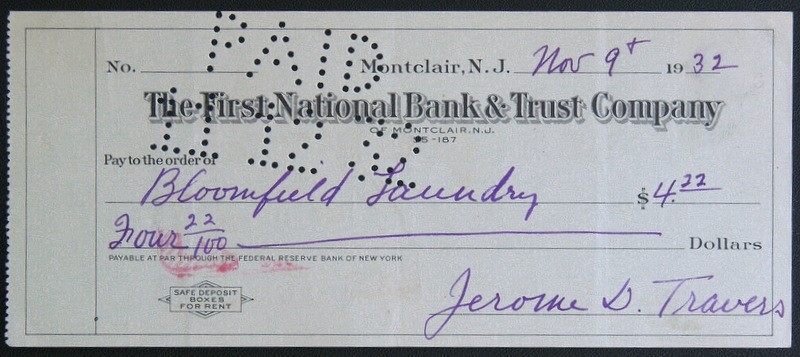 PAID
No. Montclair, N.J. Nov 9th 1932
The First National Bank & Trust Company
OF MONTCLAIR, N.J.
55-187
Pay to the order of
Bloomfield Laundry $ 4.22
Four 22/100 Dollars
PAYABLE AT PAR THROUGH THE FEDERAL RESERVE BANK OF NEW YORK
SAFE DEPOSIT
BOXES
FOR RENT
Jerome D. Travers